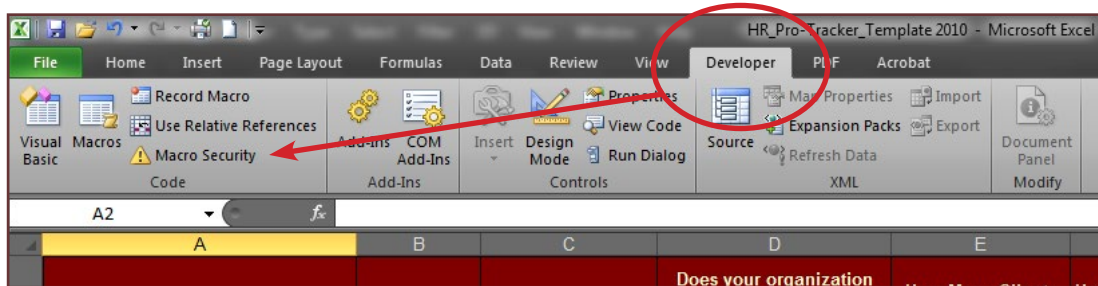 HR_Pro-Tracker_Template 2010 - Microsoft Excel
File Home Insert Page Layout Formulas Data Review View Developer PDF Acrobat
Visual Basic
Macros
Record Macro
Use Relative References
Macro Security
Code
Add-Ins
COM Add-Ins
Add-Ins
Insert
Design Mode
Properties
View Code
Run Dialog
Controls
Source
Map Properties
Expansion Packs
Refresh Data
Import
Export
XML
Document Panel
Modify
A2 fx
A B C D E
Does your organization